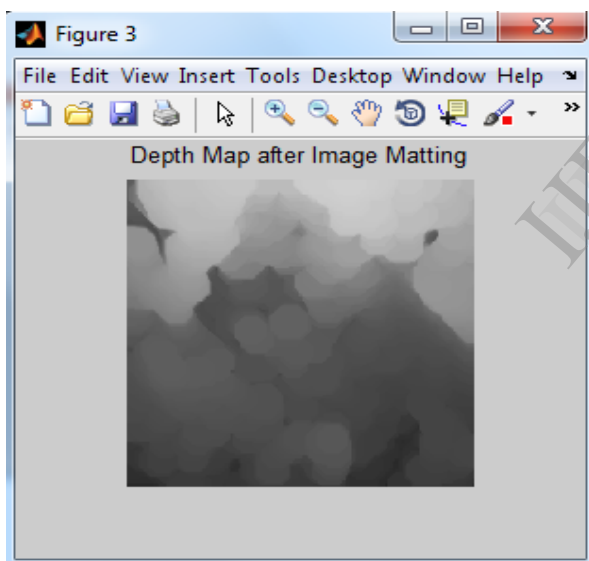 Figure 3
File Edit View Insert Tools Desktop Window Help
Depth Map after Image Matting